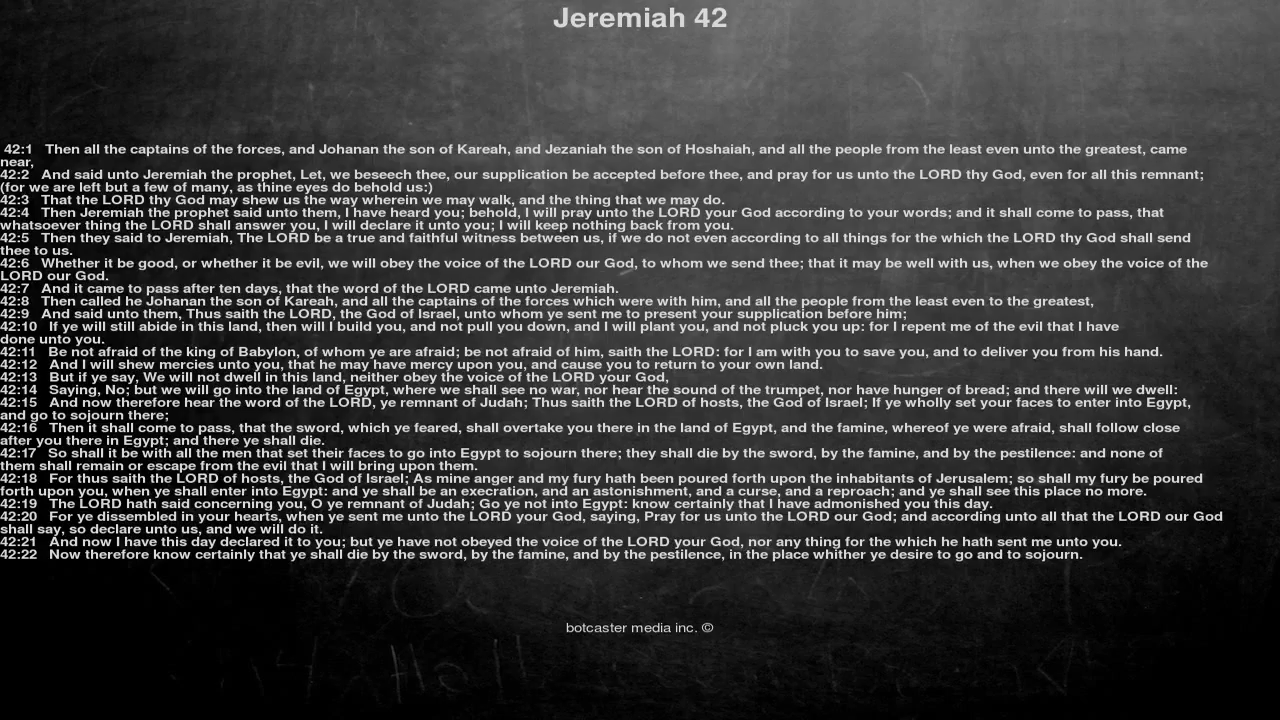 Jeremiah 42
42:1 Then all the captains of the forces, and Johanan the son of Kareah, and Jezaniah the son of Hoshaiah, and all the people from the least even unto the greatest, came
near,
42:2 And said unto Jeremiah the prophet, Let, we beseech thee, our supplication be accepted before thee, and pray for us unto the LORD thy God, even for all this remnant;
(for we are left but a few of many, as thine eyes do behold us:)
42:3 That the LORD thy God may shew us the way wherein we may walk, and the thing that we may do.
42:4 Then Jeremiah the prophet said unto them, I have heard you; behold, I will pray unto the LORD your God according to your words; and it shall come to pass, that
whatsoever thing the LORD shall answer you, I will declare it unto you; I will keep nothing back from you.
42:5 Then they said to Jeremiah, The LORD be a true and faithful witness between us, if we do not even according to all things for the which the LORD thy God shall send
thee to us.
42:6 Whether it be good, or whether it be evil, we will obey the voice of the LORD our God, to whom we send thee; that it may be well with us, when we obey the voice of the
LORD our God.
42:7 And it came to pass after ten days, that the word of the LORD came unto Jeremiah.
42:8 Then called he Johanan the son of Kareah, and all the captains of the forces which were with him, and all the people from the least even to the greatest,
42:9 And said unto them, Thus saith the LORD, the God of Israel, unto whom ye sent me to present your supplication before him;
42:10 If ye will still abide in this land, then will I build you, and not pull you down, and I will plant you, and not pluck you up: for I repent me of the evil that I have
done unto you.
42:11 Be not afraid of the king of Babylon, of whom ye are afraid; be not afraid of him, saith the LORD: for I am with you to save you, and to deliver you from his hand.
42:12 And I will shew mercies unto you, that he may have mercy upon you, and cause you to return to your own land.
42:13 But if ye say, We will not dwell in this land, neither obey the voice of the LORD your God,
42:14 Saying, No; but we will go into the land of Egypt, where we shall see no war, nor hear the sound of the trumpet, nor have hunger of bread; and there will we dwell:
42:15 And now therefore hear the word of the LORD, ye remnant of Judah; Thus saith the LORD of hosts, the God of Israel; If ye wholly set your faces to enter into Egypt,
and go to sojourn there;
42:16 Then it shall come to pass, that the sword, which ye feared, shall overtake you there in the land of Egypt, and the famine, whereof ye were afraid, shall follow close
after you there in Egypt; and there ye shall die.
42:17 So shall it be with all the men that set their faces to go into Egypt to sojourn there; they shall die by the sword, by the famine, and by the pestilence: and none of
them shall remain or escape from the evil that I will bring upon them.
42:18 For thus saith the LORD of hosts, the God of Israel; As mine anger and my fury hath been poured forth upon the inhabitants of Jerusalem; so shall my fury be poured
forth upon you, when ye shall enter into Egypt: and ye shall be an execration, and an astonishment, and a curse, and a reproach; and ye shall see this place no more.
42:19 The LORD hath said concerning you, O ye remnant of Judah; Go ye not into Egypt: know certainly that I have admonished you this day.
42:20 For ye dissembled in your hearts, when ye sent me unto the LORD your God, saying, Pray for us unto the LORD our God; and according unto all that the LORD our God
shall say, so declare unto us, and we will do it.
42:21 And now I have this day declared it to you; but ye have not obeyed the voice of the LORD your God, nor any thing for the which he hath sent me unto you.
42:22 Now therefore know certainly that ye shall die by the sword, by the famine, and by the pestilence, in the place whither ye desire to go and to sojourn.
botcaster media inc. ©